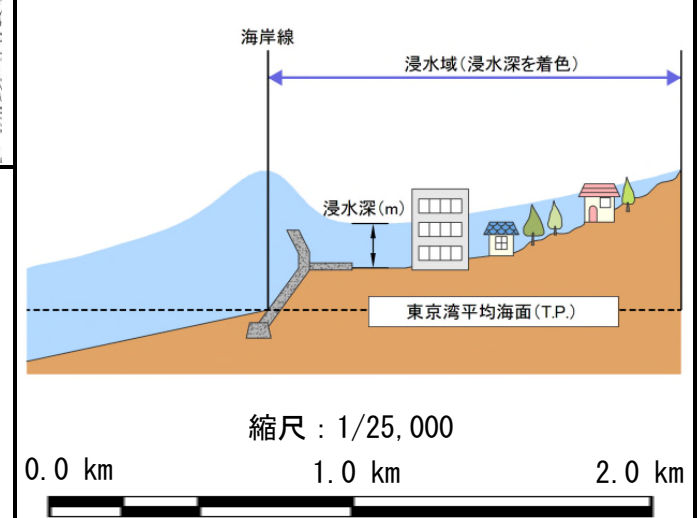 海岸線
浸水域(浸水深を着色)
浸水深(m)
東京湾平均海面(T.P.)
縮尺:1/25,000
0.0 km 1.0 km 2.0 km